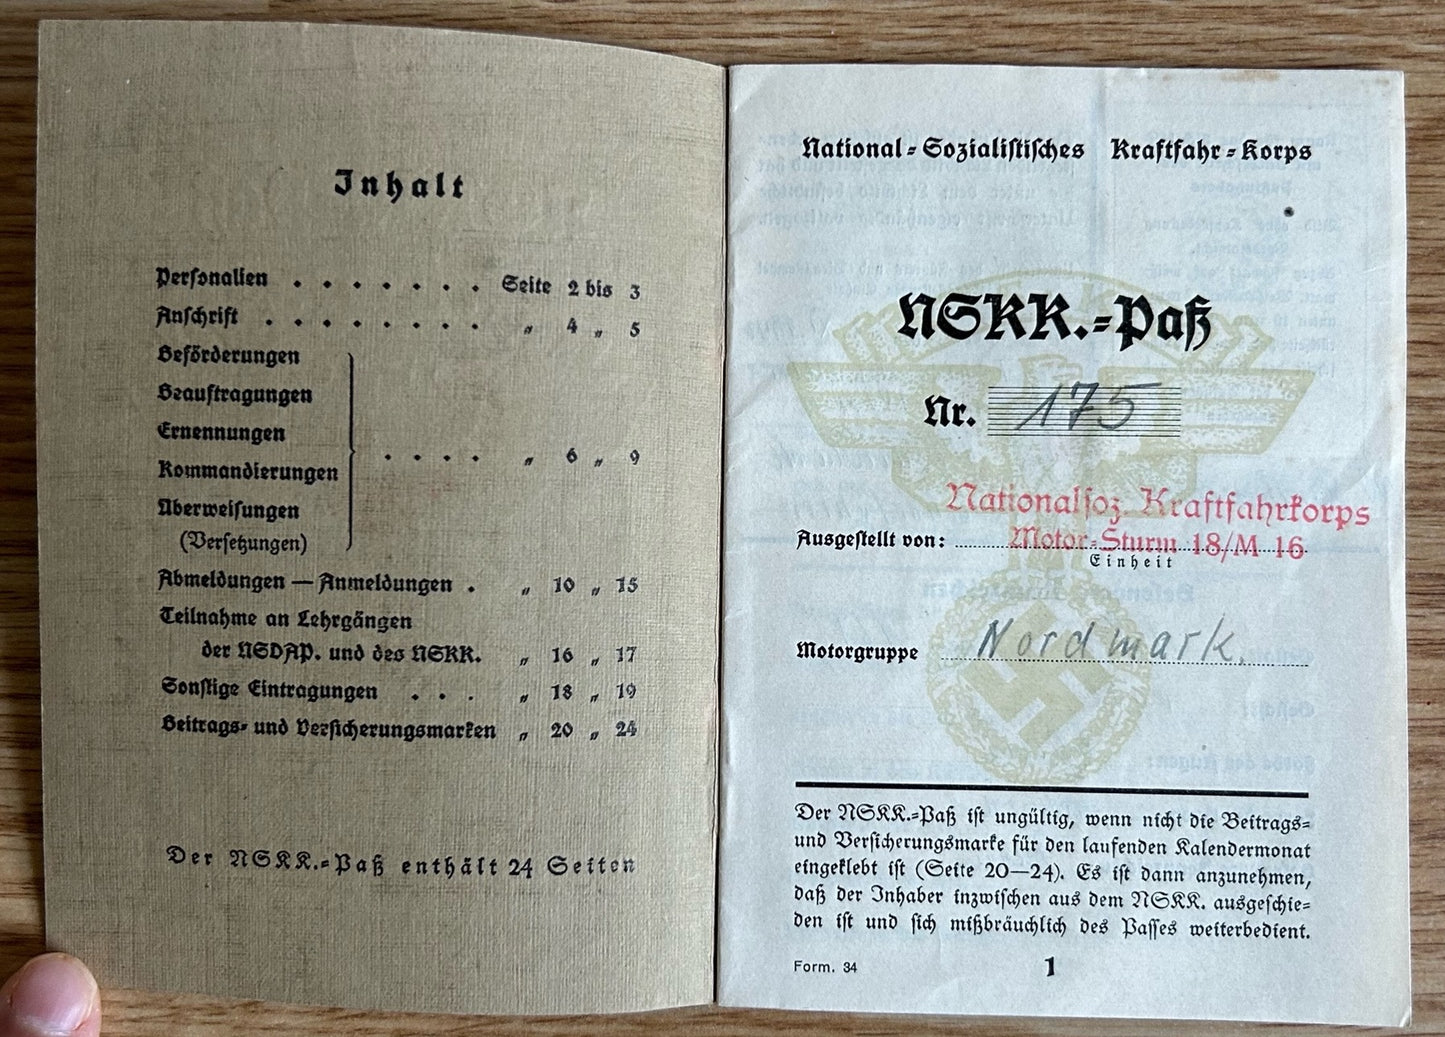 Inhalt
Personalien . . . . . . . Seite 2 bis 3
Anschrift . . . . . . . . „ 4 „ 5
Beförderungen
Beauftragungen
Ernennungen
. . . . „ 6 „ 9
Kommandierungen
Überweisungen
(Versetzungen)
Abmeldungen — Anmeldungen . „ 10 „ 15
Teilnahme an Lehrgängen
der NSDAP. und des NSKK. „ 16 „ 17
Sonstige Eintragungen . . . „ 18 „ 19
Beitrags- und Versicherungsmarken „ 20 „ 24
Der NSKK.-Paß enthält 24 Seiten
National-Sozialistisches Kraftfahr-Korps
NSKK.-Paß
Nr. 175
Nationalsoz. Kraftfahrkorps
Ausgestellt von: Motor-Sturm 18/M 16
Einheit
Motorgruppe Nordmark.
Der NSKK.-Paß ist ungültig, wenn nicht die Beitrags-
und Versicherungsmarke für den laufenden Kalendermonat
eingeklebt ist (Seite 20—24). Es ist dann anzunehmen,
daß der Inhaber inzwischen aus dem NSKK. ausgeschie-
den ist und sich mißbräuchlich des Passes weiterbedient.
Form. 34
1